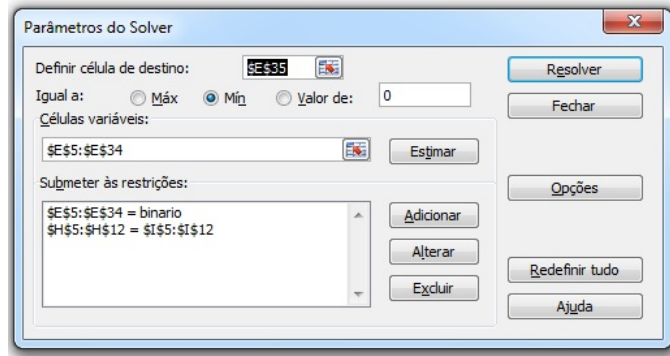 Parâmetros do Solver
Definir célula de destino: $E$35
Resolver
Igual a: Máx Mín Valor de: 0
Fechar
Células variáveis:
$E$5:$E$34
Estimar
Submeter às restrições:
Opções
$E$5:$E$34 = binario
$H$5:$H$12 = $I$5:$I$12
Adicionar
Alterar
Redefinir tudo
Excluir
Ajuda